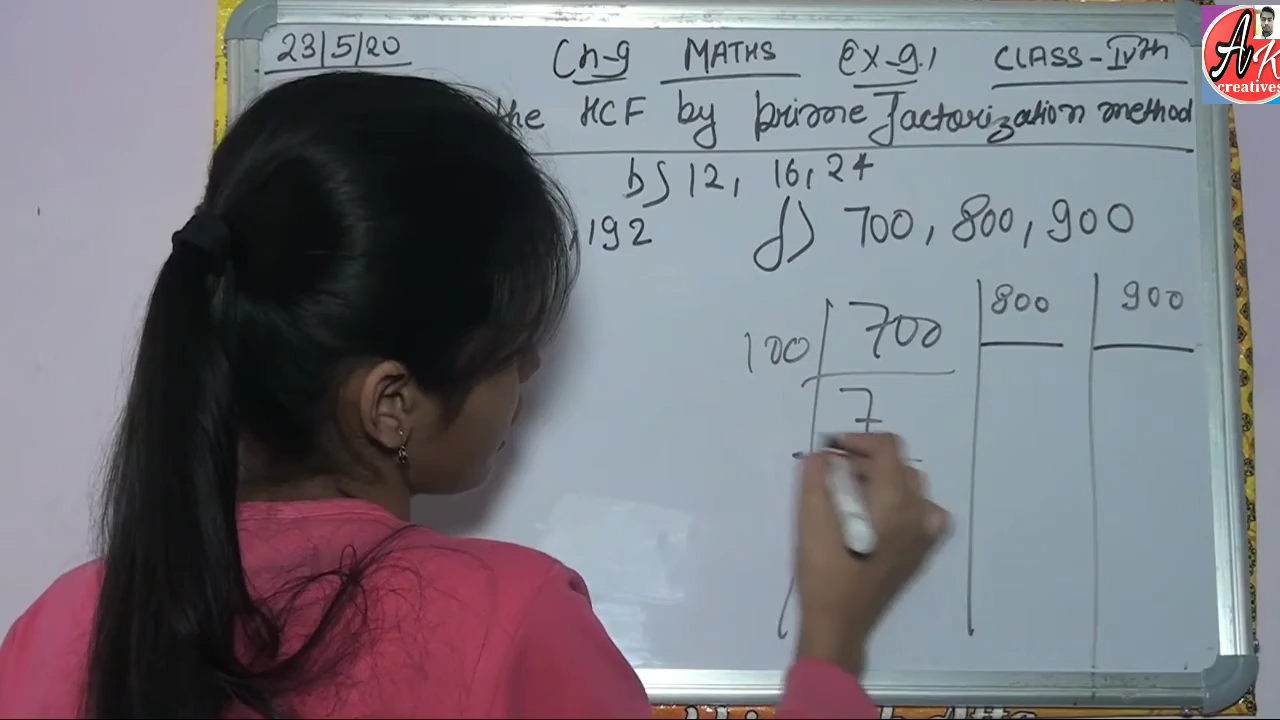 23/5/20 Ch-9 MATHS Ex-9.1 CLASS-IVth
the HCF by prime factorization method
b) 12, 16, 24
, 192 d) 700, 800, 900
100 700 800 900
7
AK
creatives